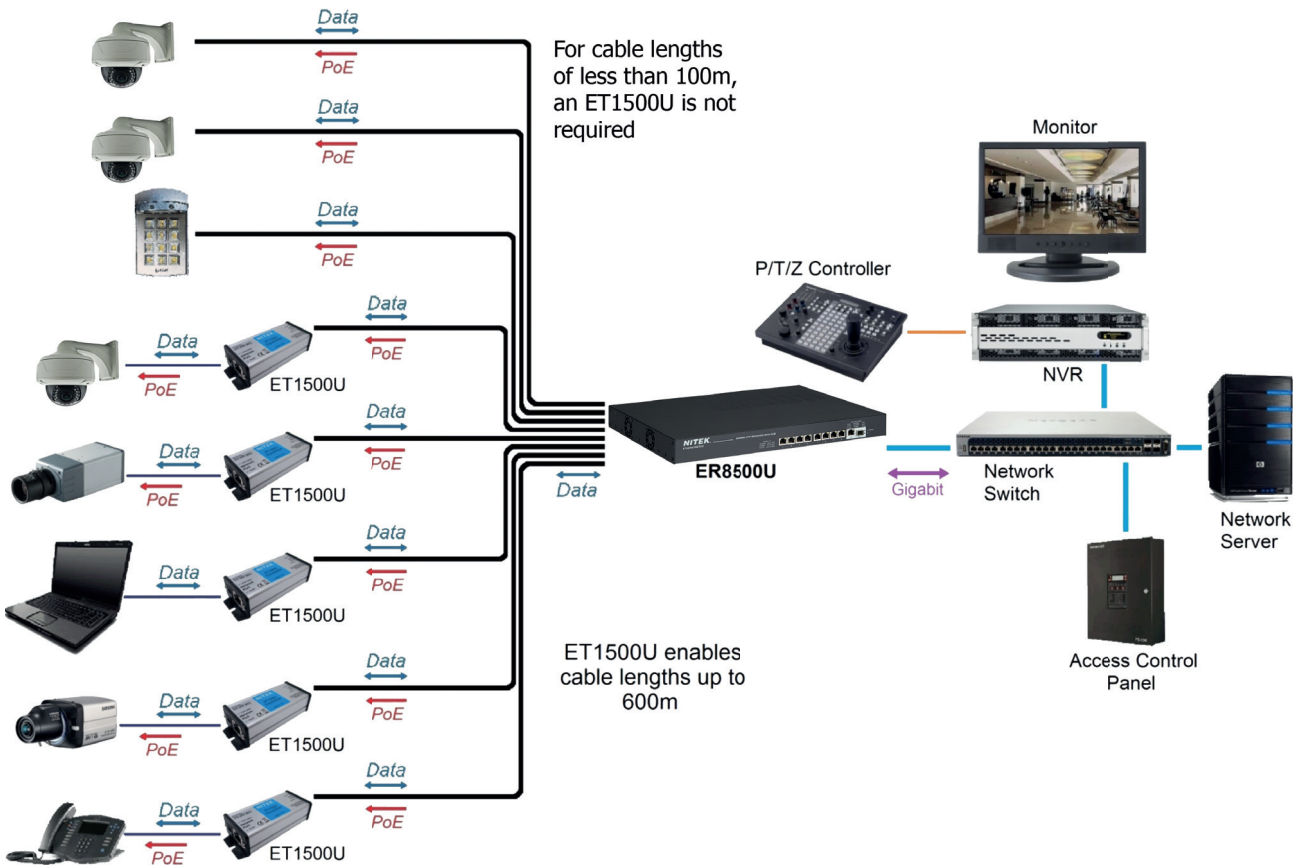 Data
PoE
For cable lengths
of less than 100m,
an ET1500U is not
required
Data
PoE
Monitor
Data
PoE
P/T/Z Controller
Data
PoE
Data
PoE
ET1500U
NVR
Data
PoE
Data
PoE
ET1500U
NITEK
ER8500U
Data
Gigabit
Network
Switch
Network
Server
Data
PoE
Data
ET1500U
Access Control
Panel
ET1500U enables
cable lengths up to
600m
Data
PoE
Data
PoE
ET1500U
Data
PoE
Data
PoE
ET1500U